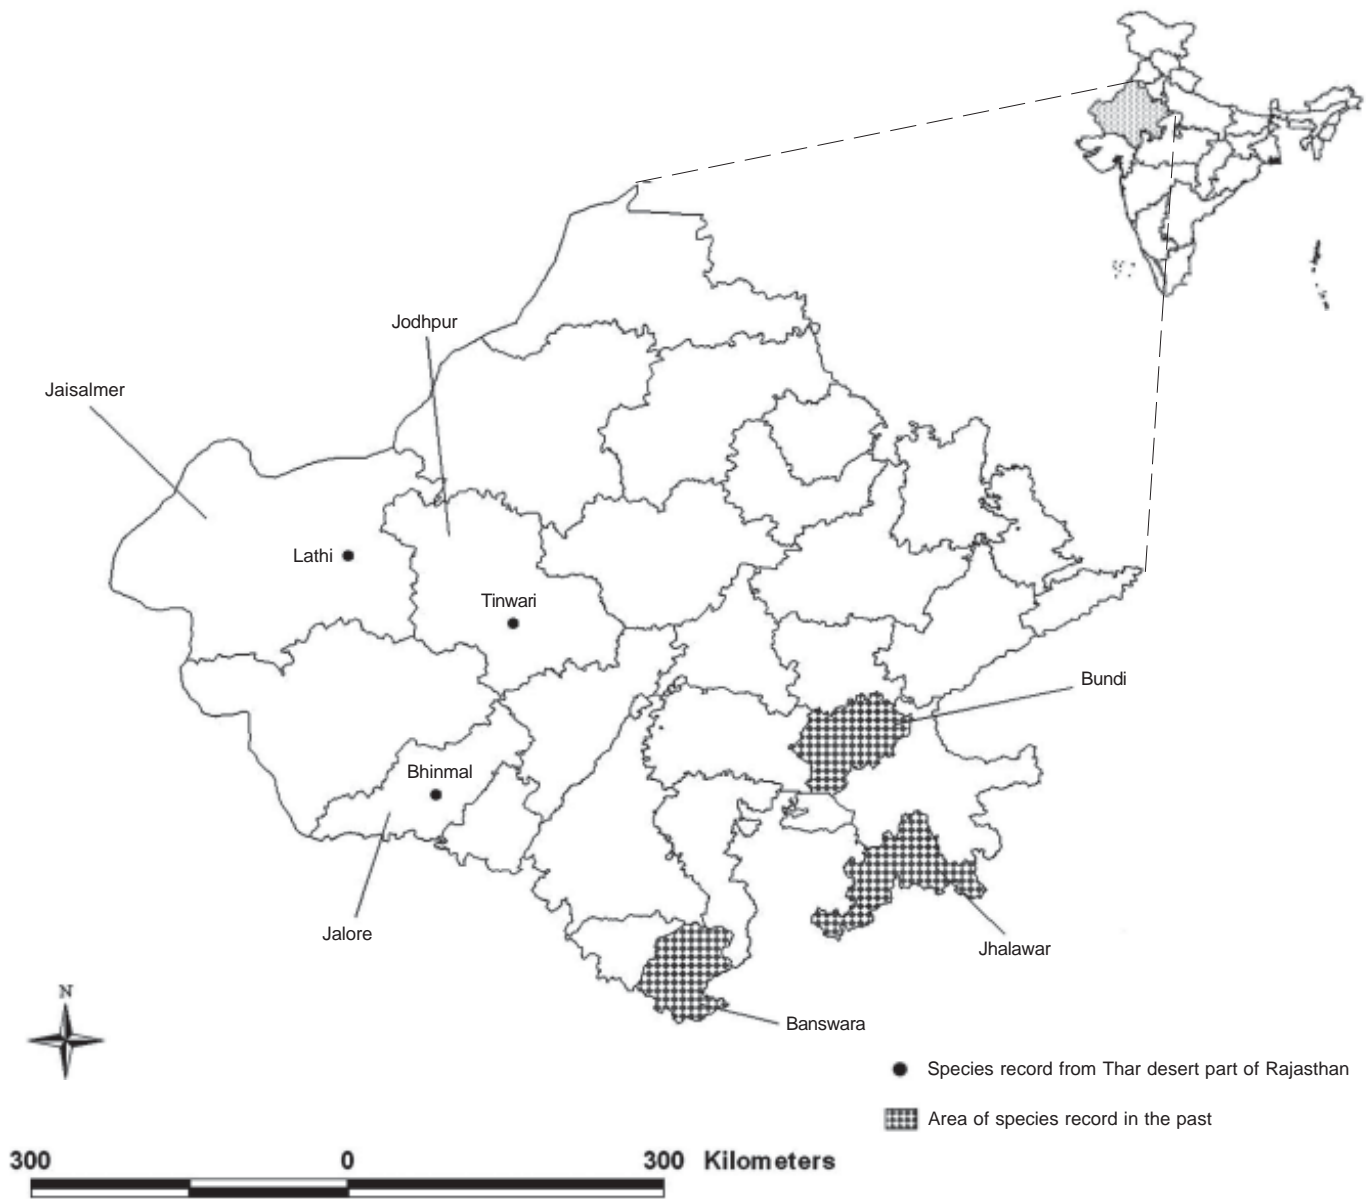 Jodhpur
Jaisalmer
Lathi
Tinwari
Bundi
Bhinmal
Jalore
Jhalawar
N
Banswara
Species record from Thar desert part of Rajasthan
Area of species record in the past
300 0 300 Kilometers